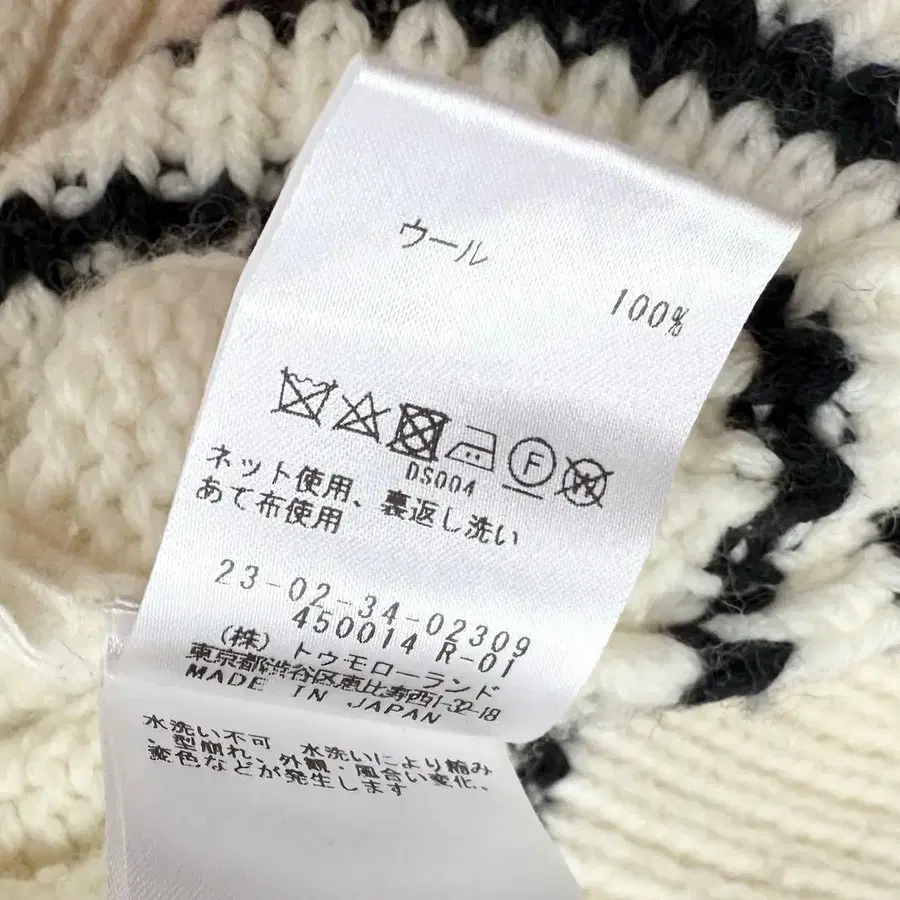 ウール
100%
F
W
DS004
ネット使用、裏返し洗い
あて布使用
23-02-34-02309
450014 R-01
(株) トゥモローランド
東京都渋谷区恵比寿西1-32-18
MADE IN JAPAN
水洗い不可 水洗いにより縮み
、型崩れ、外観・風合い変化、
変色などが発生します